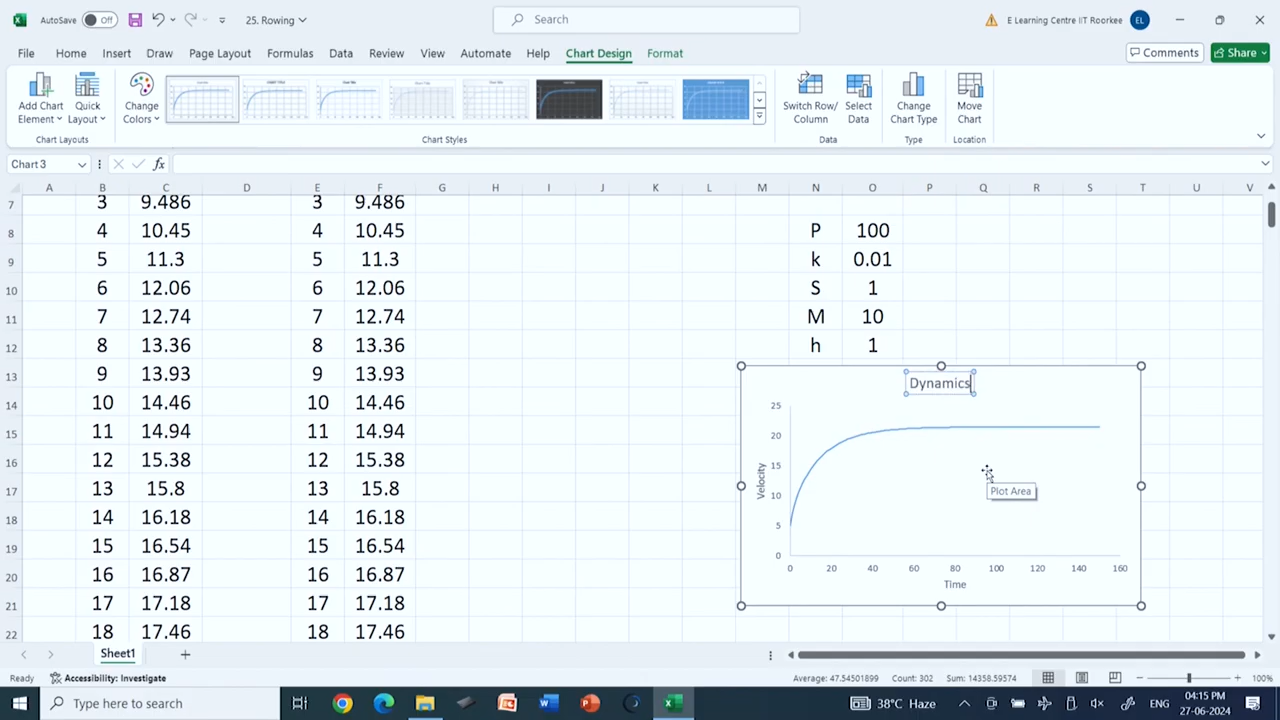 AutoSave Off 25. Rowing Search E Learning Centre IIT Roorkee EL
File Home Insert Draw Page Layout Formulas Data Review View Automate Help Chart Design Format Comments Share
Add Chart Element Quick Layout Change Colors Switch Row/ Column Select Data Change Chart Type Move Chart
Chart Layouts Chart Styles Data Type Location
Chart 3 fx
A B C D E F G H I J K L M N O P Q R S T U V
7 3 9.486 3 9.486
8 4 10.45 4 10.45 P 100
9 5 11.3 5 11.3 k 0.01
10 6 12.06 6 12.06 S 1
11 7 12.74 7 12.74 M 10
12 8 13.36 8 13.36 h 1
13 9 13.93 9 13.93
14 10 14.46 10 14.46
15 11 14.94 11 14.94
16 12 15.38 12 15.38
17 13 15.8 13 15.8
18 14 16.18 14 16.18
19 15 16.54 15 16.54
20 16 16.87 16 16.87
21 17 17.18 17 17.18
22 18 17.46 18 17.46
Dynamics
25
20
15
10
5
0
Velocity
Plot Area
0 20 40 60 80 100 120 140 160
Time
Sheet1
Ready Accessibility: Investigate Average: 47.54501899 Count: 302 Sum: 14358.59574 100%
Type here to search 38°C Haze ENG 04:15 PM
27-06-2024